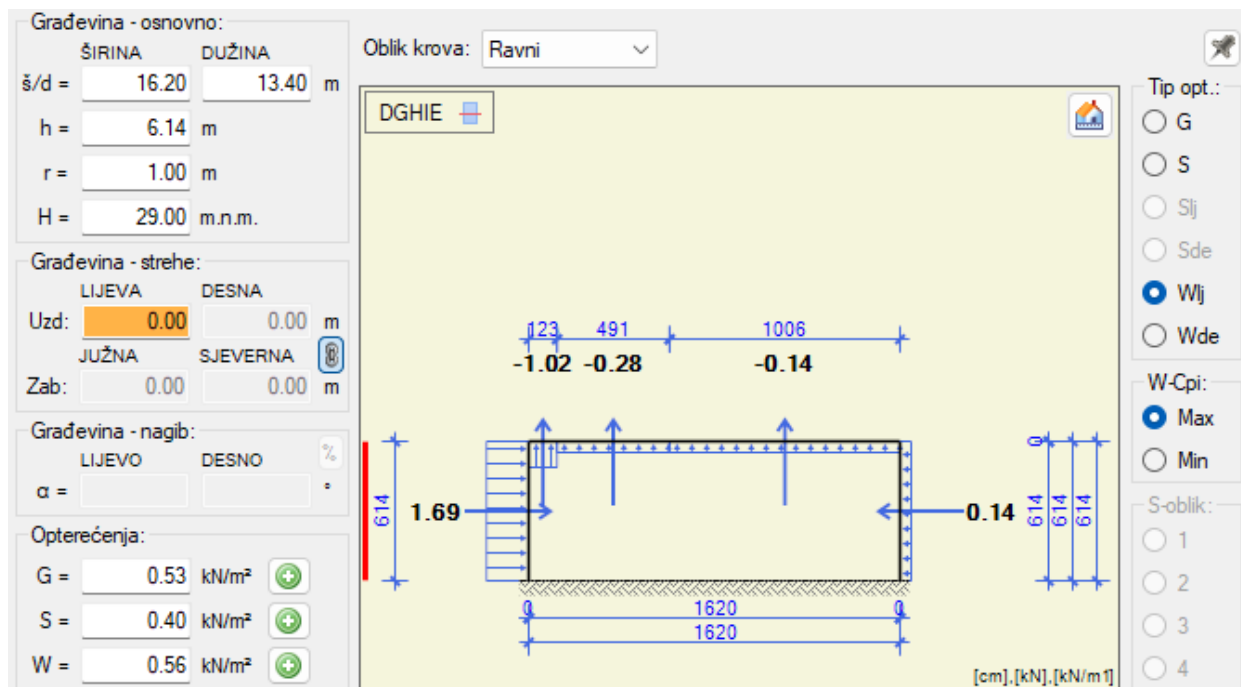 Građevina - osnovno:
ŠIRINA DUŽINA
š/d = 16.20 13.40 m
h = 6.14 m
r = 1.00 m
H = 29.00 m.n.m.
Građevina - strehe:
LIJEVA DESNA
Uzd: 0.00 0.00 m
JUŽNA SJEVERNA
Zab: 0.00 0.00 m
Građevina - nagib:
LIJEVO DESNO
%
α = °
Opterećenja:
G = 0.53 kN/m²
S = 0.40 kN/m²
W = 0.56 kN/m²
Oblik krova: Ravni
DGHIE
123 491 1006
-1.02 -0.28 -0.14
614
1.69
0.14
0
614 614 614
0 1620 0
1620
[cm],[kN],[kN/m1]
Tip opt.:
G
S
Slj
Sde
Wlj
Wde
W-Cpi:
Max
Min
S-oblik:
1
2
3
4